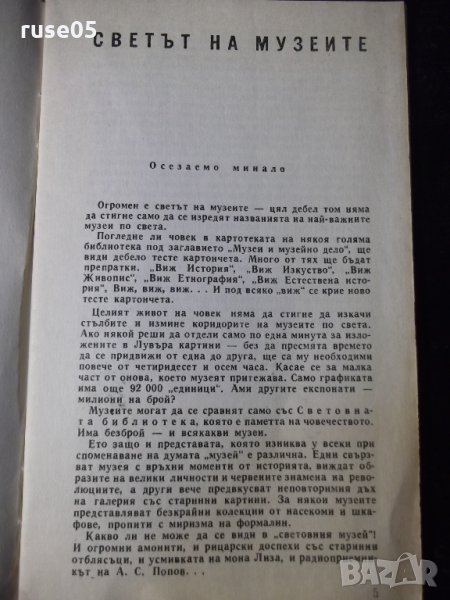 ruse05
СВЕТЪТ НА МУЗЕИТЕ
Осезаемо минало
Огромен е светът на музеите — цял дебел том няма
да стигне само да се изредят названията на най-важните
музеи по света.
Погледне ли човек в картотеката на някоя голяма
библиотека под заглавието „Музеи и музейно дело", ще
види дебело тесте картончета. Много от тях ще бъдат
препратки. „Виж История", „Виж Изкуство", „Виж
Живопис", „Виж Етнография", „Виж Естествена исто-
рия", Виж, виж, виж... И под всяко „виж" се крие ново
тесте картончета.
Целият живот на човек няма да стигне да изкачи
стълбите и измине коридорите на музеите по света.
Ако някой реши да отдели само по една минута за изло-
жените в Лувъра картини — без да пресмята времето
да се придвижи от една до друга, ще са му необходими
повече от четиридесет и осем часа. Касае се за малка
част от онова, което музеят притежава. Само графиката
има още 92 000 „единици". Ами другите експонати —
милиони на брой?
Музеите могат да се сравнят само със Световна-
та библиотека, която е паметта на човечеството.
Има безброй — и всякакви музеи.
Ето защо и представата, която изниква у всеки при
споменаване на думата „музей" е различна. Едни свър-
зват музея с връхни моменти от историята, виждат об-
разите на велики личности и червените знамена на рево-
люциите, а други вече предвкусват неповторимия дъх
на галерия със старинни картини. За някои музеите
представляват безкрайни колекции от насекоми и шка-
фове, пропити с миризма на формалин.
Какво ли не може да се види в „световния музей"!
И огромни амонити, и рицарски доспехи със старинни
отблясъци, и усмивката на мона Лиза, и радиоприемни-
кът на А. С. Попов...
5
БАЗАР